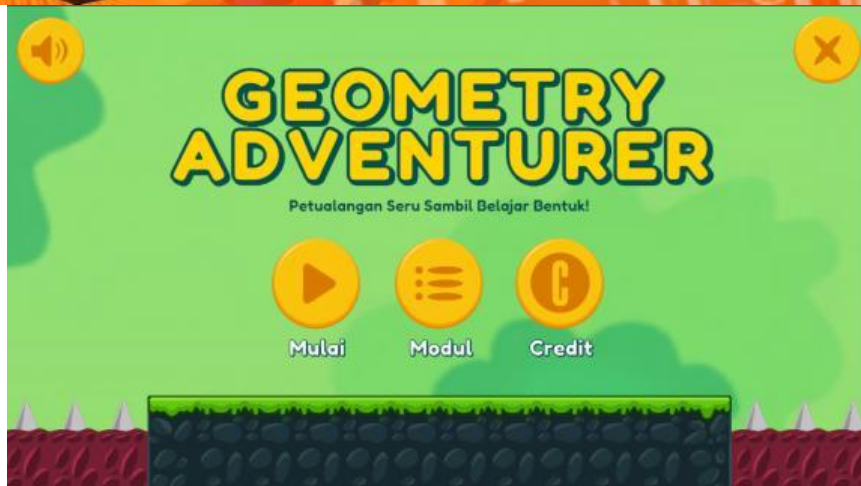 GEOMETRY
ADVENTURER
Petualangan Seru Sambil Belajar Bentuk!
C
Mulai
Modul
Credit